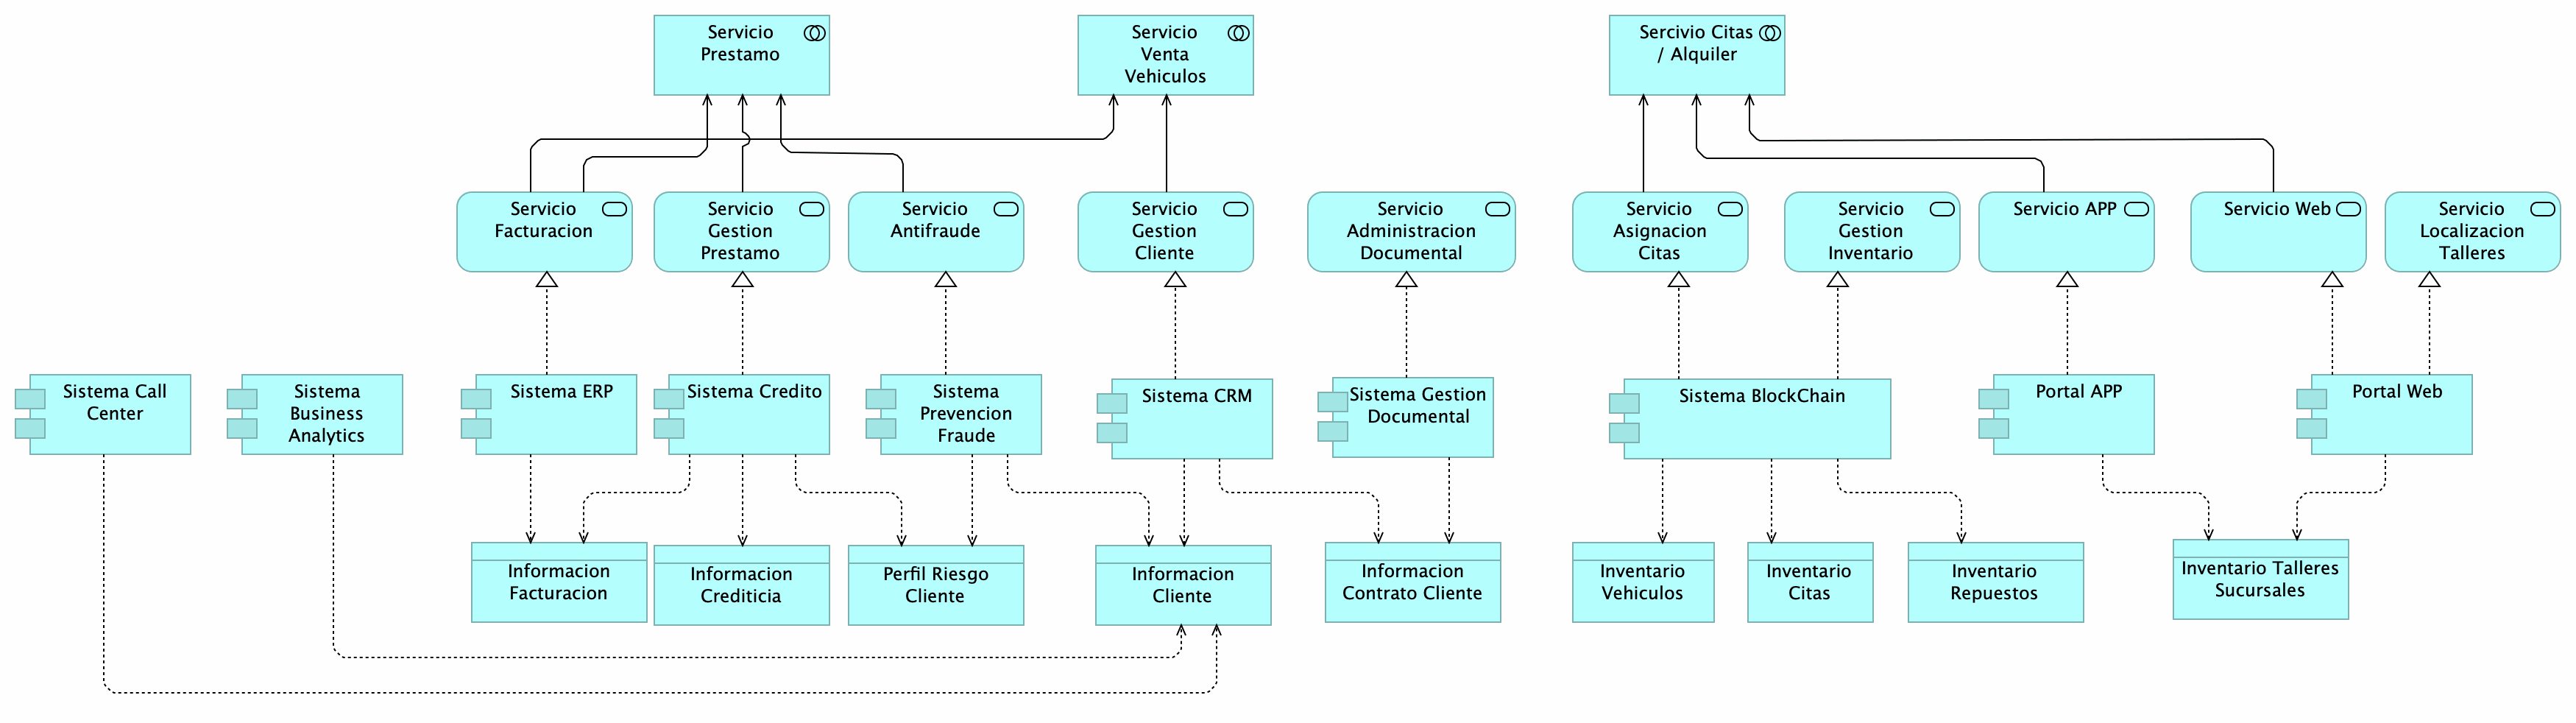 Servicio
Prestamo
Servicio
Venta
Vehiculos
Sercivio Citas
/ Alquiler
Servicio
Facturacion
Servicio
Gestion
Prestamo
Servicio
Antifraude
Servicio
Gestion
Cliente
Servicio
Administracion
Documental
Servicio
Asignacion
Citas
Servicio
Gestion
Inventario
Servicio APP
Servicio Web
Servicio
Localizacion
Talleres
Sistema Call
Center
Sistema
Business
Analytics
Sistema ERP
Sistema Credito
Sistema
Prevencion
Fraude
Sistema CRM
Sistema Gestion
Documental
Sistema BlockChain
Portal APP
Portal Web
Informacion
Facturacion
Informacion
Crediticia
Perfil Riesgo
Cliente
Informacion
Cliente
Informacion
Contrato Cliente
Inventario
Vehiculos
Inventario
Citas
Inventario
Repuestos
Inventario Talleres
Sucursales